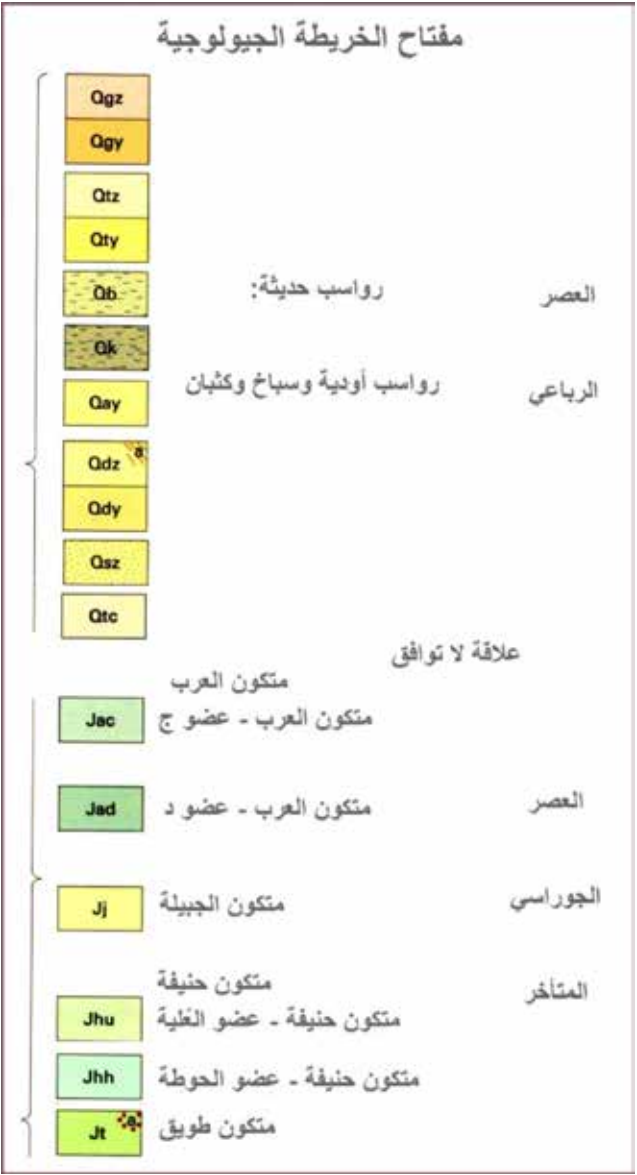 مفتاح الخريطة الجيولوجية
Qgz
Qgy
Qtz
Qty
Qb رواسب حديثة: العصر
Qk
Qay رواسب أودية وسباخ وكثبان الرباعي
Qdz a
Qdy
Qsz
Qtc
علاقة لا توافق
متكون العرب
Jac متكون العرب - عضو ج
Jad متكون العرب - عضو د العصر
Jj متكون الجبيلة الجوراسي
متكون حنيفة المتأخر
Jhu متكون حنيفة - عضو العُلية
Jhh متكون حنيفة - عضو الحوطة
Jt a متكون طويق